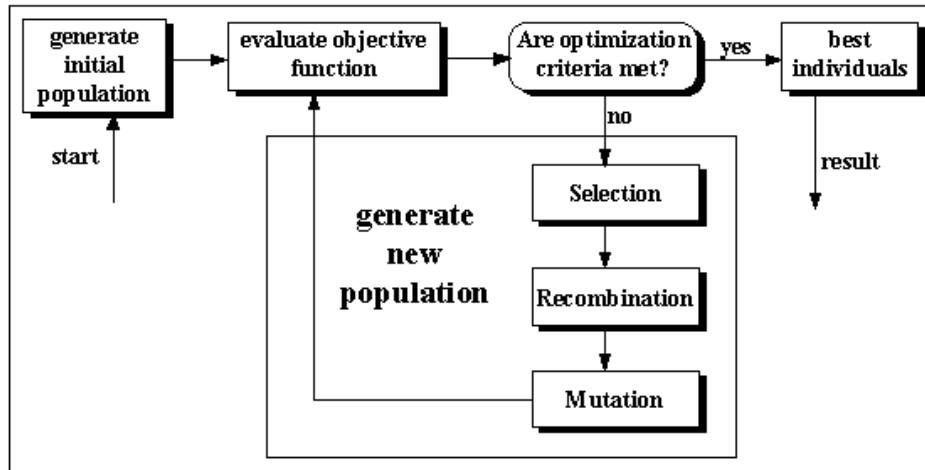 generate
initial
population
evaluate objective
function
Are optimization
criteria met?
yes
best
individuals
start
no
result
generate
new
population
Selection
Recombination
Mutation